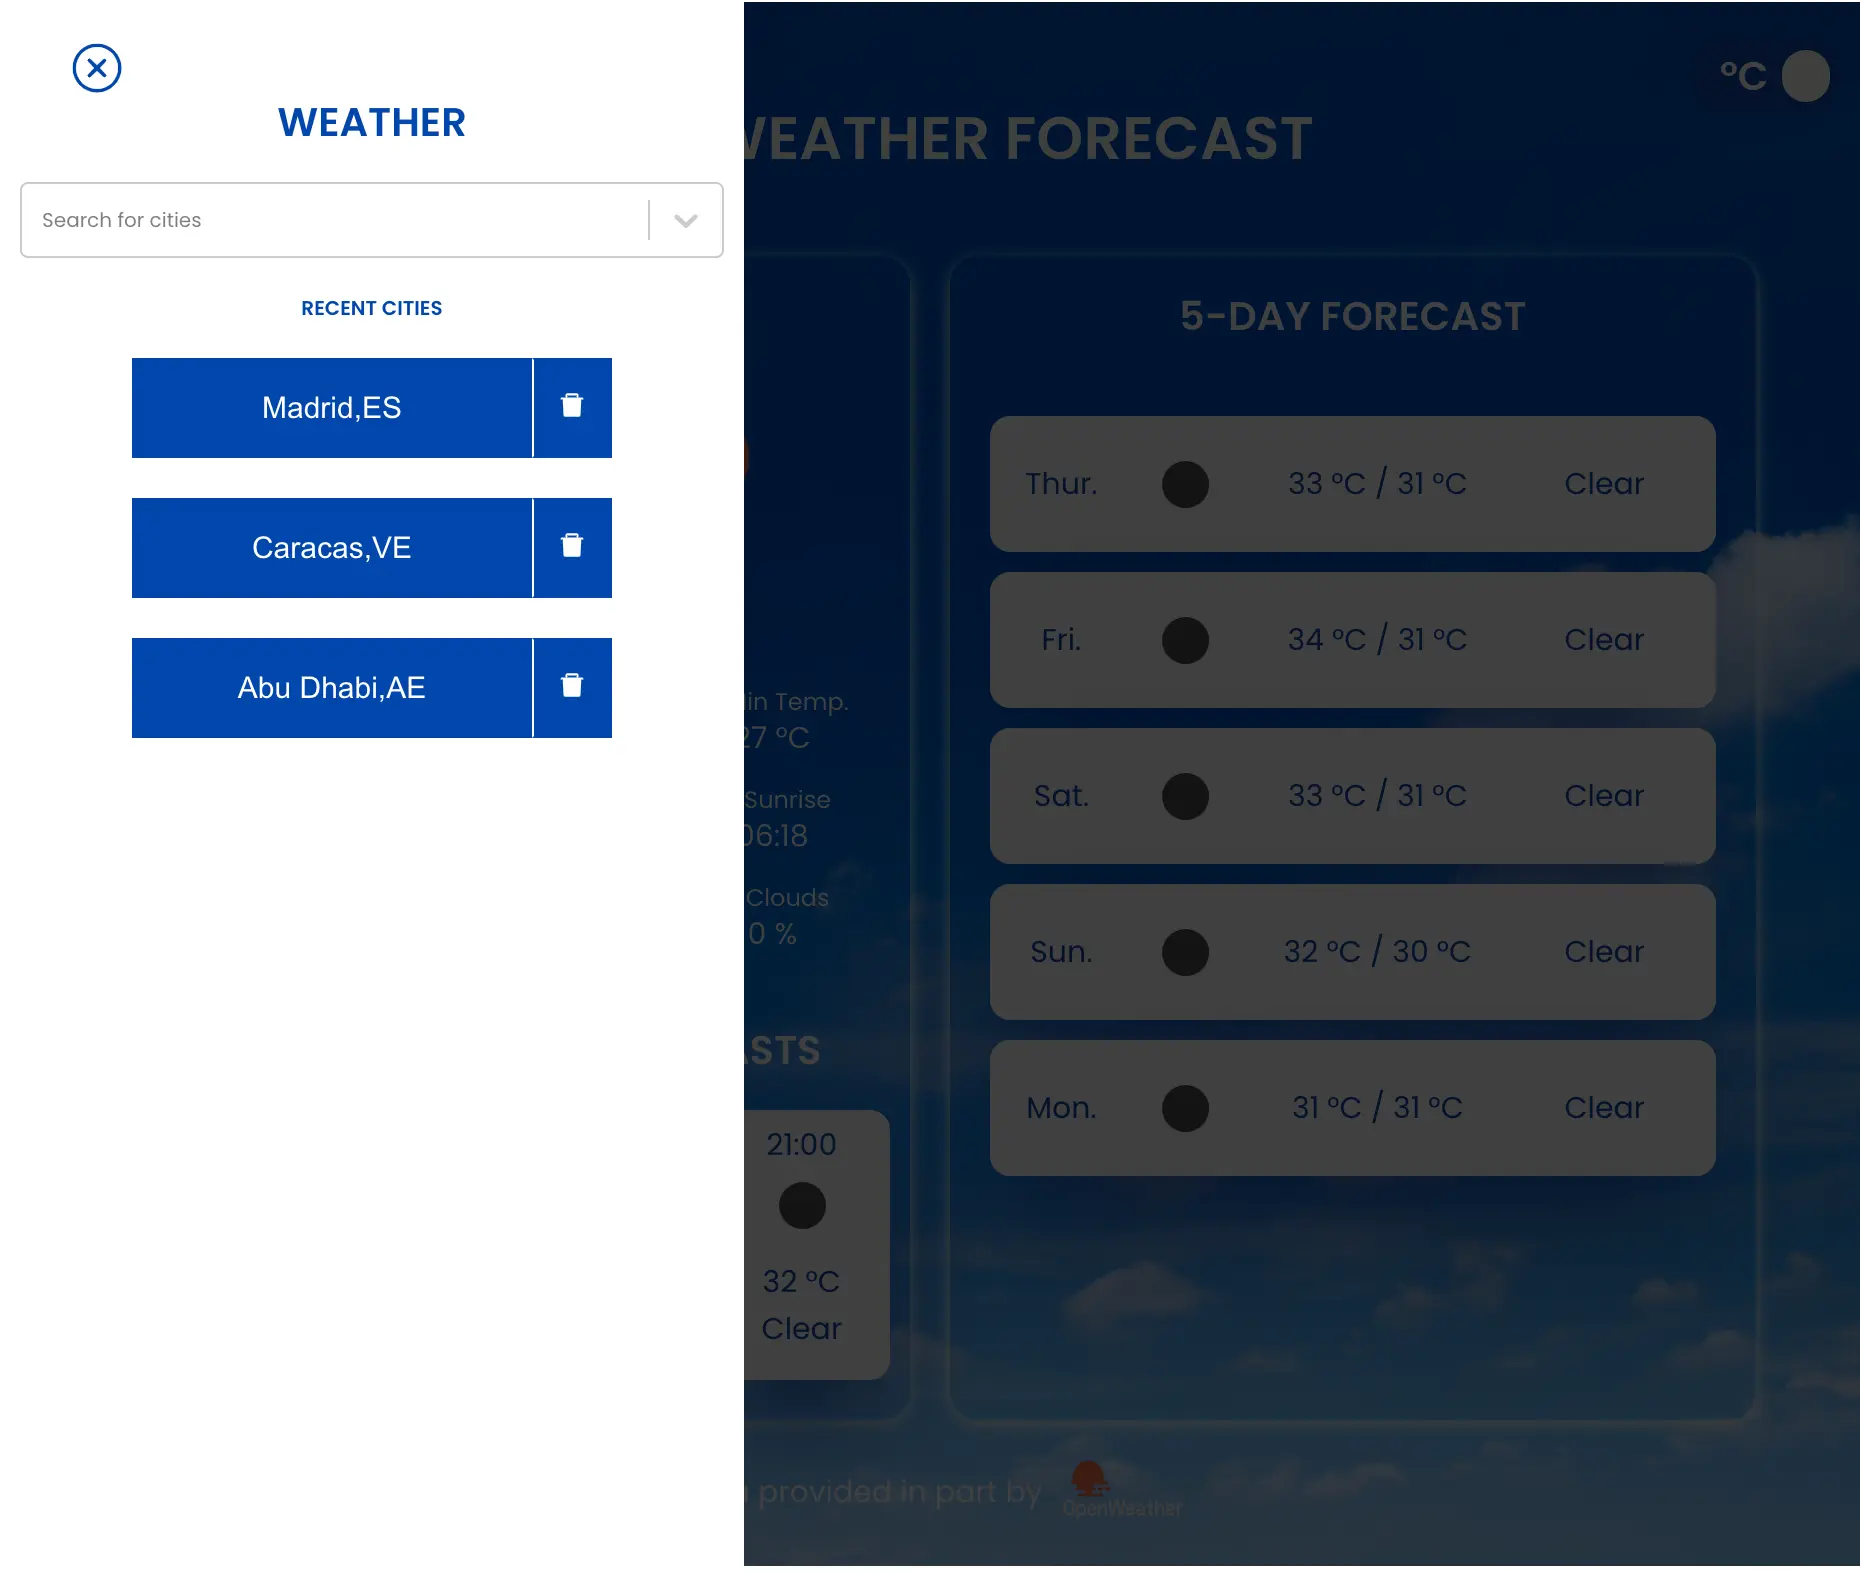 WEATHER
Search for cities
RECENT CITIES
Madrid,ES
Caracas,VE
Abu Dhabi,AE
°C
WEATHER FORECAST
in Temp.
27 °C
Sunrise
06:18
Clouds
0 %
ASTS
21:00
32 °C
Clear
5-DAY FORECAST
Thur. 33 °C / 31 °C Clear
Fri. 34 °C / 31 °C Clear
Sat. 33 °C / 31 °C Clear
Sun. 32 °C / 30 °C Clear
Mon. 31 °C / 31 °C Clear
provided in part by
OpenWeather